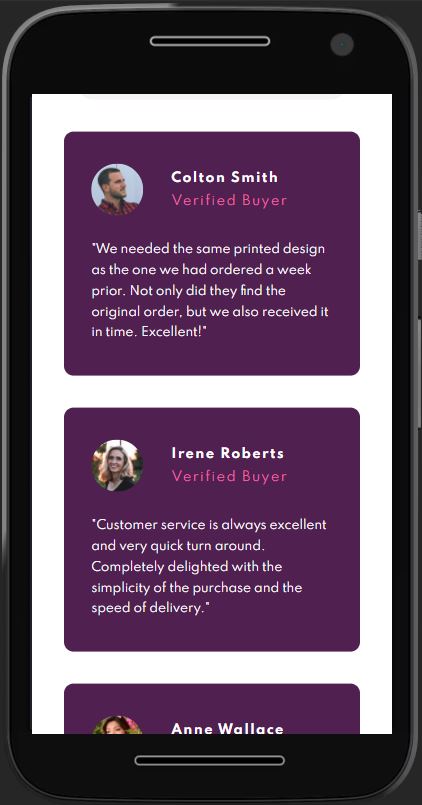 Colton Smith
Verified Buyer
"We needed the same printed design
as the one we had ordered a week
prior. Not only did they find the
original order, but we also received it
in time. Excellent!"
Irene Roberts
Verified Buyer
"Customer service is always excellent
and very quick turn around.
Completely delighted with the
simplicity of the purchase and the
speed of delivery."
Anne Wallace